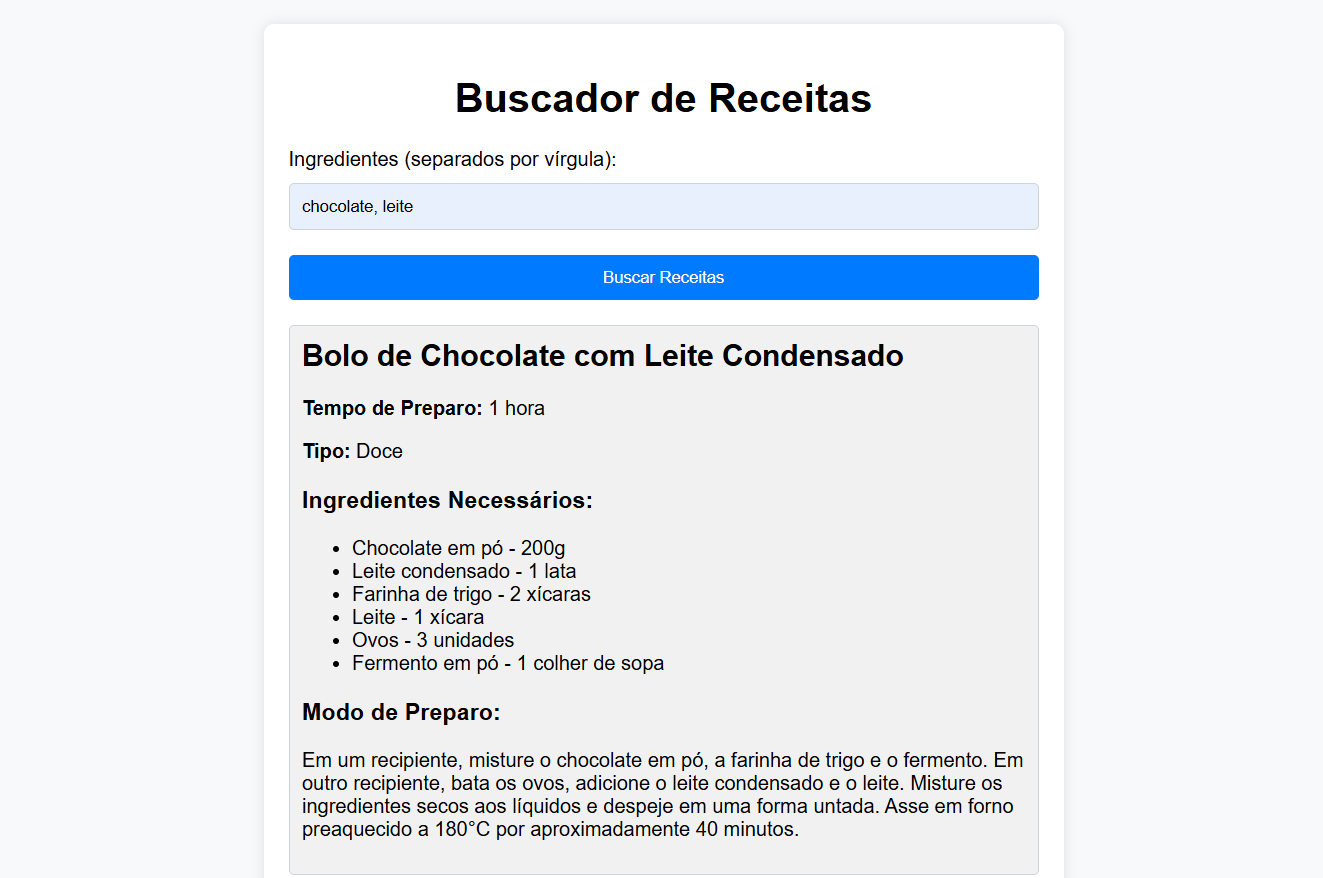 Buscador de Receitas
Ingredientes (separados por vírgula):
chocolate, leite
Buscar Receitas
Bolo de Chocolate com Leite Condensado
Tempo de Preparo: 1 hora
Tipo: Doce
Ingredientes Necessários:
• Chocolate em pó - 200g
• Leite condensado - 1 lata
• Farinha de trigo - 2 xícaras
• Leite - 1 xícara
• Ovos - 3 unidades
• Fermento em pó - 1 colher de sopa
Modo de Preparo:
Em um recipiente, misture o chocolate em pó, a farinha de trigo e o fermento. Em
outro recipiente, bata os ovos, adicione o leite condensado e o leite. Misture os
ingredientes secos aos líquidos e despeje em uma forma untada. Asse em forno
preaquecido a 180°C por aproximadamente 40 minutos.